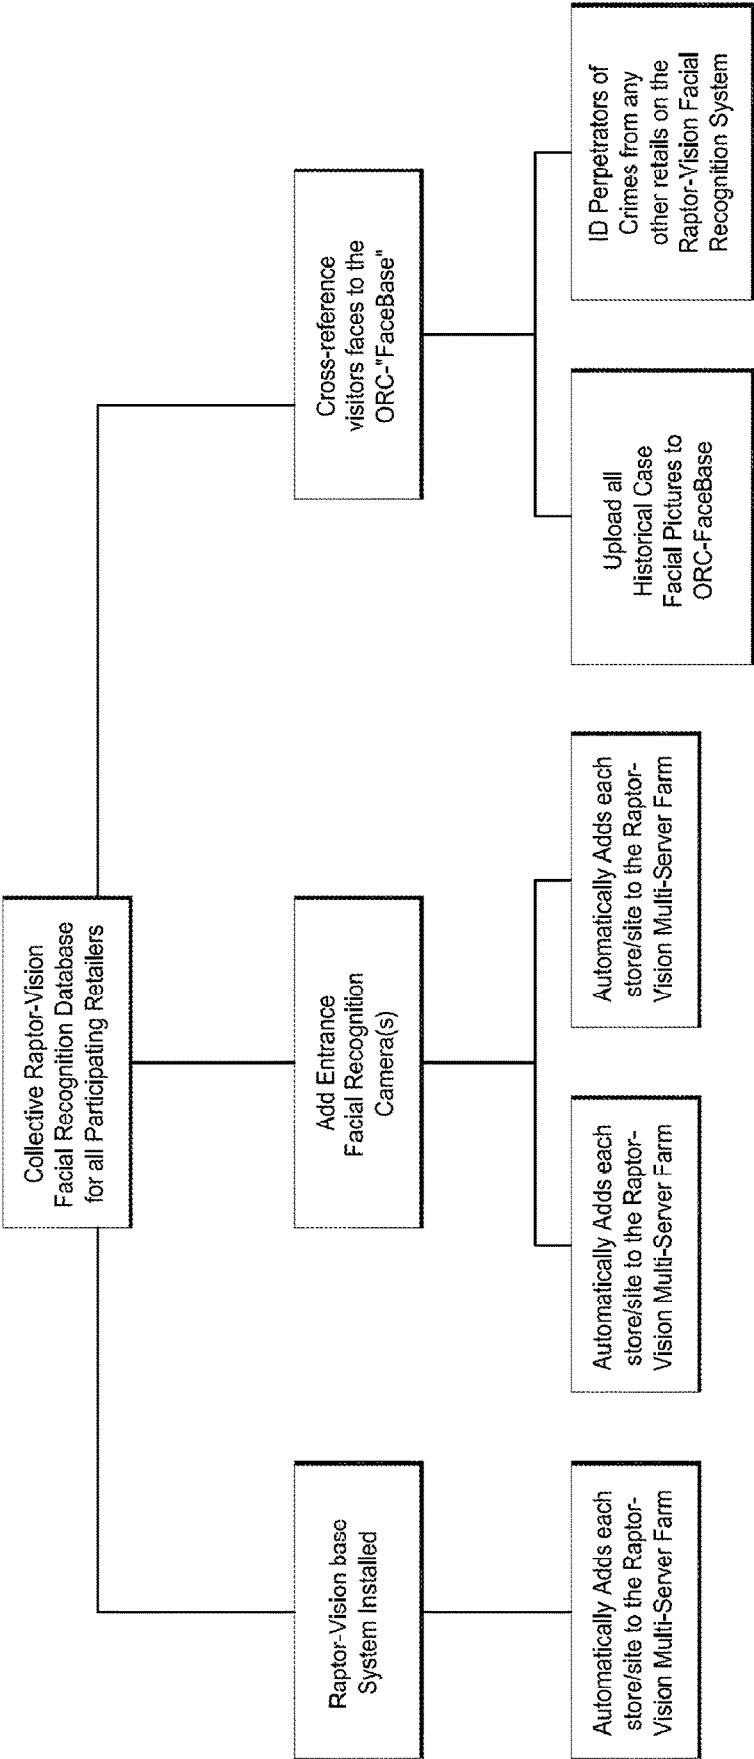 Collective Raptor-Vision
Facial Recognition Database
for all Participating Retailers
Raptor-Vision base
System Installed
Add Entrance
Facial Recognition
Camera(s)
Cross-reference
visitors faces to the
ORC-"FaceBase"
Automatically Adds each
store/site to the Raptor-
Vision Multi-Server Farm
Automatically Adds each
store/site to the Raptor-
Vision Multi-Server Farm
Automatically Adds each
store/site to the Raptor-
Vision Multi-Server Farm
Upload all
Historical Case
Facial Pictures to
ORC-FaceBase
ID Perpetrators of
Crimes from any
other retails on the
Raptor-Vision Facial
Recognition System